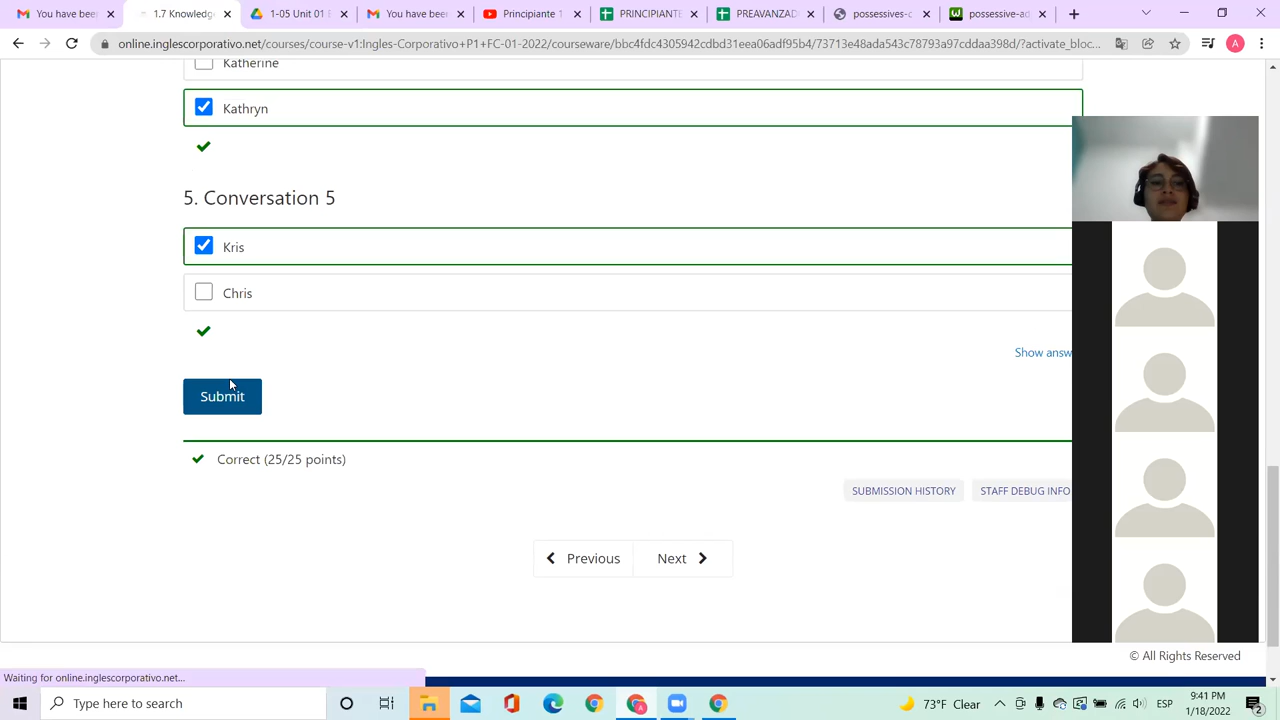 You have bee
1.7 Knowledg
1-05 Unit 01
You have bee
Principiante 1
PRINCIPIANTE
PREAVANZAD
possessives-c
possessive-ad
online.inglescorporativo.net/courses/course-v1:Ingles-Corporativo+P1+FC-01-2022/courseware/bbc4fdc4305942cdbd31eea06adf95b4/73713e48ada543c78793a97cddaa398d/?activate_bloc...
A
Katherine
Kathryn
5. Conversation 5
Kris
Chris
Show answ
Submit
Correct (25/25 points)
SUBMISSION HISTORY
STAFF DEBUG INFO
Previous
Next
© All Rights Reserved
Waiting for online.inglescorporativo.net...
Type here to search
73°F Clear
ESP
9:41 PM
1/18/2022
2